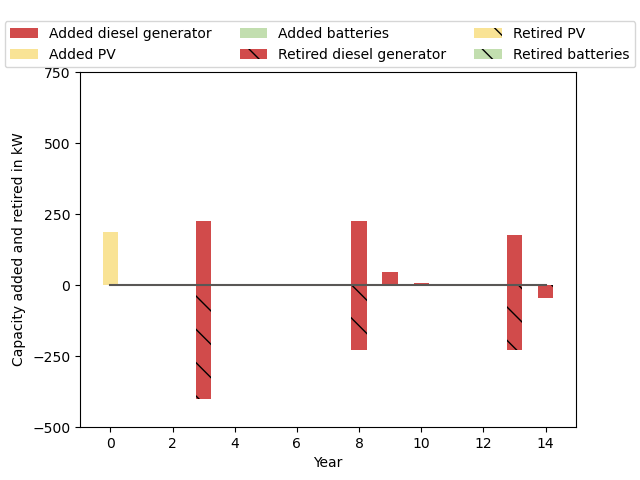 Added diesel generator
Added PV
Added batteries
Retired diesel generator
Retired PV
Retired batteries
Capacity added and retired in kW
750
500
250
0
−250
−500
0 2 4 6 8 10 12 14
Year